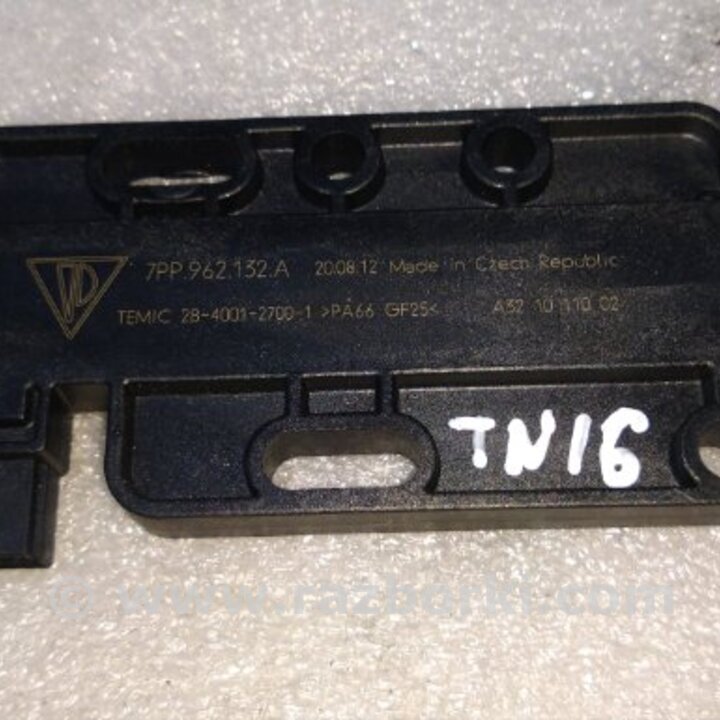 7PP.962.132.A 20.08.12 Made in Czech Republic
TEMIC 28-4001-2700-1 >PA66 GF25< A32 10 110 02
TN16
© www.razborki.com